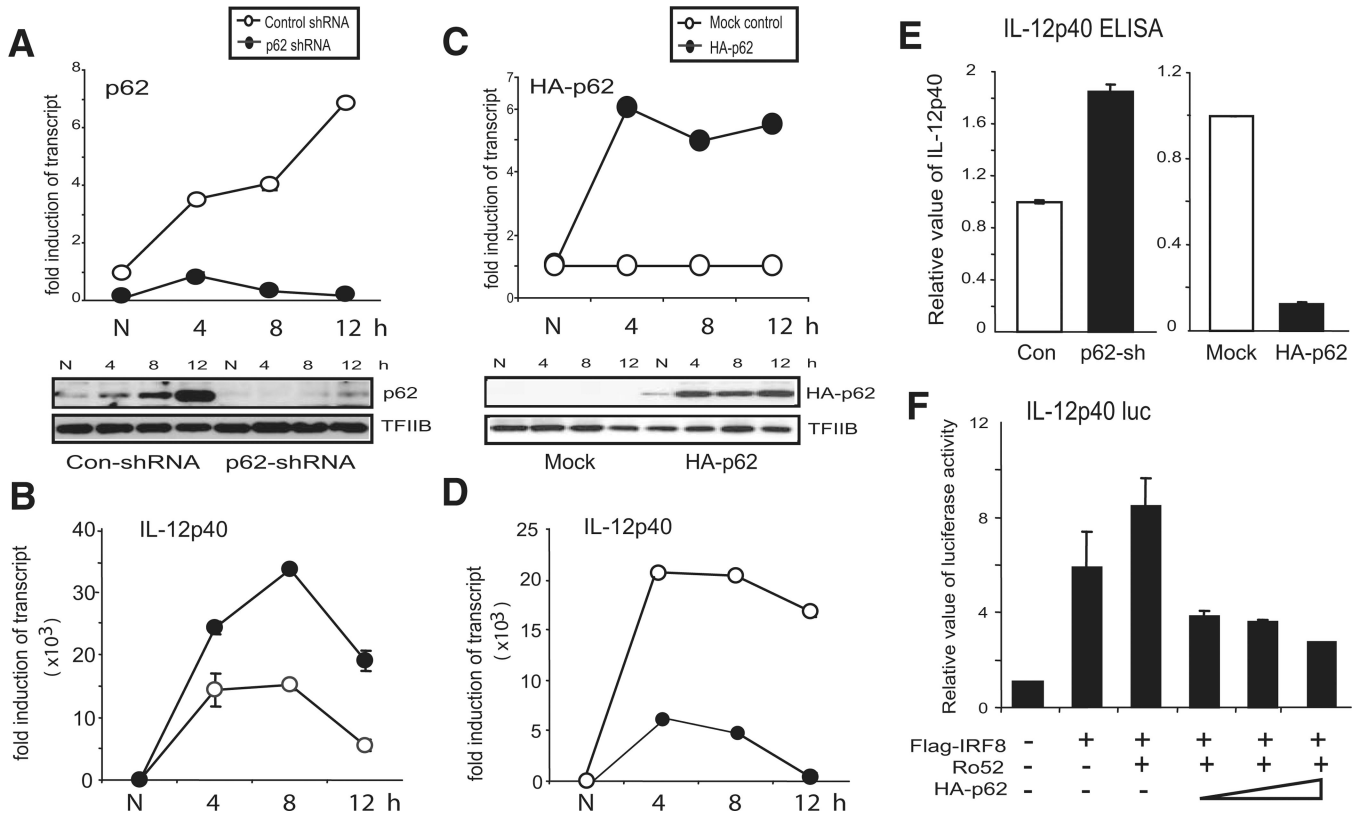 A
Control shRNA
p62 shRNA
p62
fold induction of transcript
8
6
4
2
0
N 4 8 12 h
N 4 8 12 N 4 8 12 h
p62
TFIIB
Con-shRNA p62-shRNA
B
IL-12p40
fold induction of transcript
( x10³)
40
30
20
10
0
N 4 8 12 h
C
Mock control
HA-p62
HA-p62
fold induction of transcript
7
6
4
2
0
N 4 8 12 h
N 4 8 12 N 4 8 12 h
HA-p62
TFIIB
Mock HA-p62
D
IL-12p40
fold induction of transcript
( x10³)
25
20
15
10
5
0
N 4 8 12 h
E
IL-12p40 ELISA
Relative value of IL-12p40
2
1.6
1.2
0.8
0.4
0
Con p62-sh
1.2
0.8
0.4
0
Mock HA-p62
F
IL-12p40 luc
Relative value of luciferase activity
12
8
4
0
Flag-IRF8 - + + + + +
Ro52 - - + + + +
HA-p62 - - -